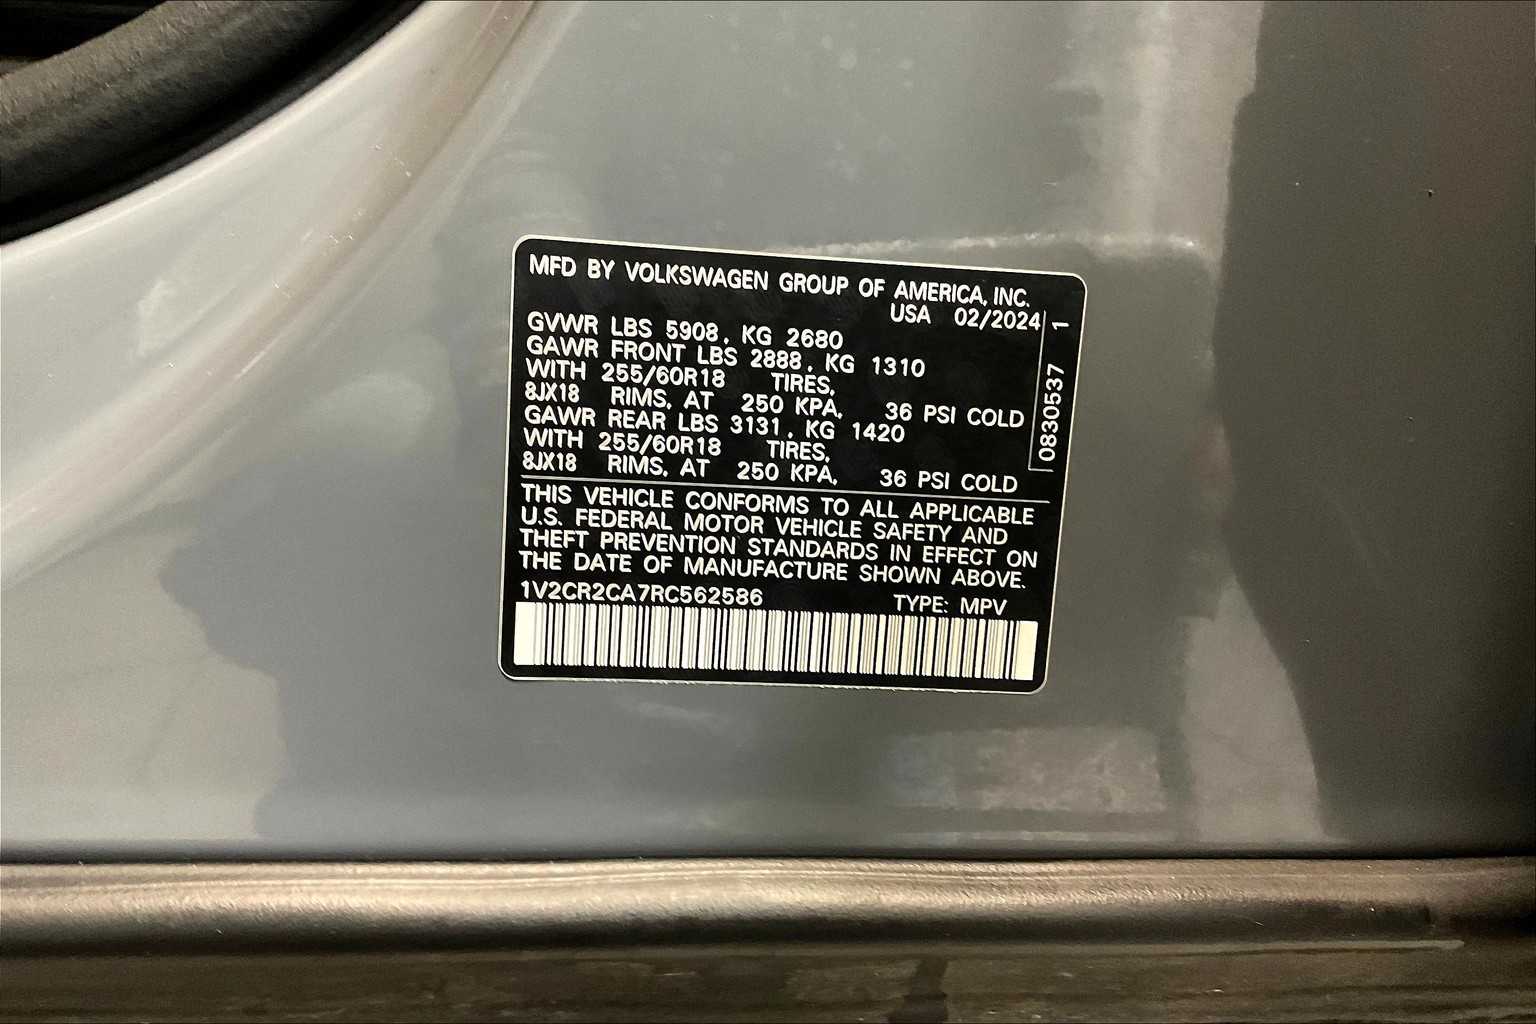 MFD BY VOLKSWAGEN GROUP OF AMERICA, INC.
USA 02/2024
GVWR LBS 5908, KG 2680
GAWR FRONT LBS 2888, KG 1310
WITH 255/60R18 TIRES,
8JX18 RIMS, AT 250 KPA, 36 PSI COLD
GAWR REAR LBS 3131, KG 1420
WITH 255/60R18 TIRES,
8JX18 RIMS, AT 250 KPA, 36 PSI COLD
0830537 1
THIS VEHICLE CONFORMS TO ALL APPLICABLE
U.S. FEDERAL MOTOR VEHICLE SAFETY AND
THEFT PREVENTION STANDARDS IN EFFECT ON
THE DATE OF MANUFACTURE SHOWN ABOVE.
1V2CR2CA7RC562586 TYPE: MPV